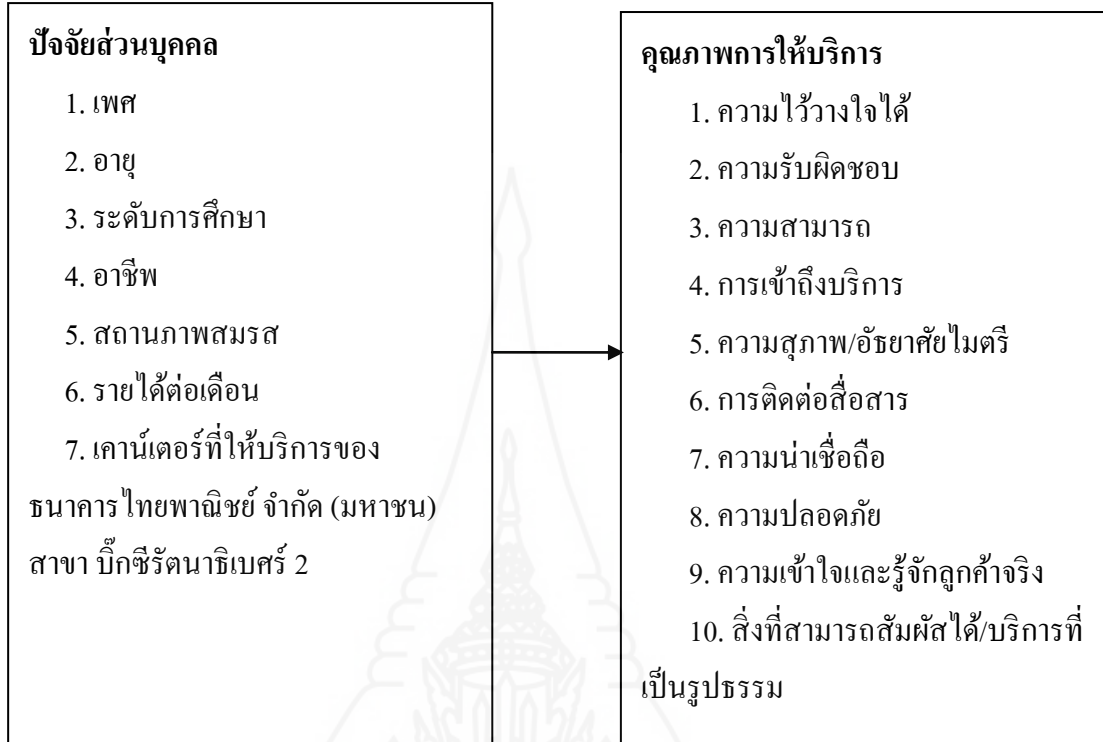 ปัจจัยส่วนบุคคล
1. เพศ
2. อายุ
3. ระดับการศึกษา
4. อาชีพ
5. สถานภาพสมรส
6. รายได้ต่อเดือน
7. เคาน์เตอร์ที่ให้บริการของ
ธนาคารไทยพาณิชย์ จำกัด (มหาชน)
สาขา บิ๊กซีรัตนาธิเบศร์ 2
คุณภาพการให้บริการ
1. ความไว้วางใจได้
2. ความรับผิดชอบ
3. ความสามารถ
4. การเข้าถึงบริการ
5. ความสุภาพ/อัธยาศัยไมตรี
6. การติดต่อสื่อสาร
7. ความน่าเชื่อถือ
8. ความปลอดภัย
9. ความเข้าใจและรู้จักลูกค้าจริง
10. สิ่งที่สามารถสัมผัสได้/บริการที่
เป็นรูปธรรม